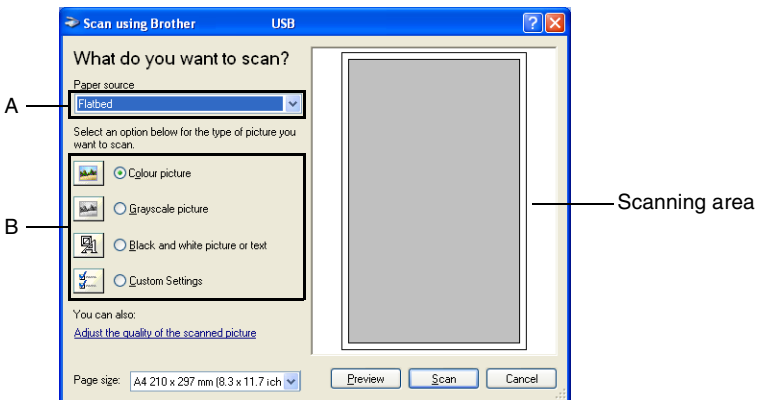 Scan using Brother USB
What do you want to scan?
Paper source
A
Flatbed
Select an option below for the type of picture you
want to scan.
Colour picture
Scanning area
Grayscale picture
B
Black and white picture or text
Custom Settings
You can also:
Adjust the quality of the scanned picture
Page size: A4 210 x 297 mm (8.3 x 11.7 ich
Preview Scan Cancel